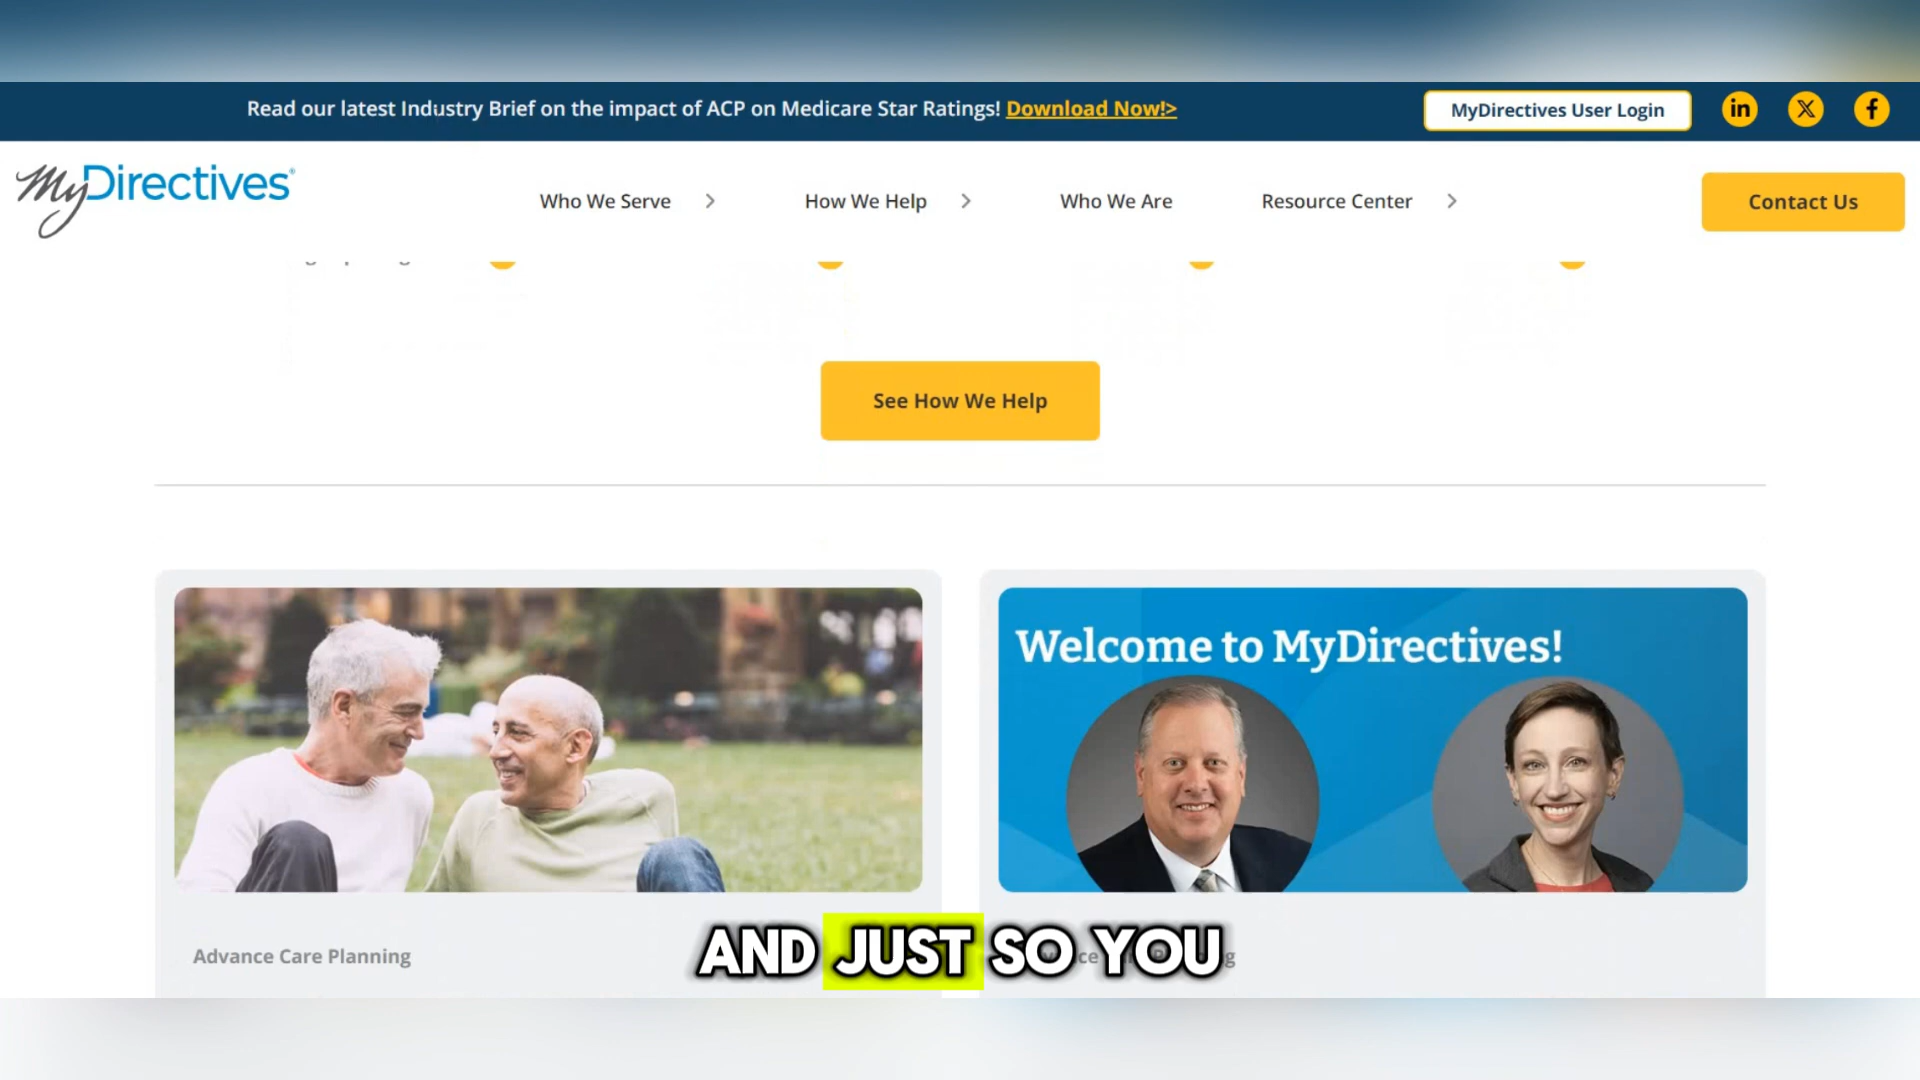 Read our latest Industry Brief on the impact of ACP on Medicare Star Ratings! Download Now!>
MyDirectives User Login
in
X
f
MyDirectives®
Who We Serve
How We Help
Who We Are
Resource Center
Contact Us
See How We Help
Welcome to MyDirectives!
Advance Care Planning
AND JUST SO YOU